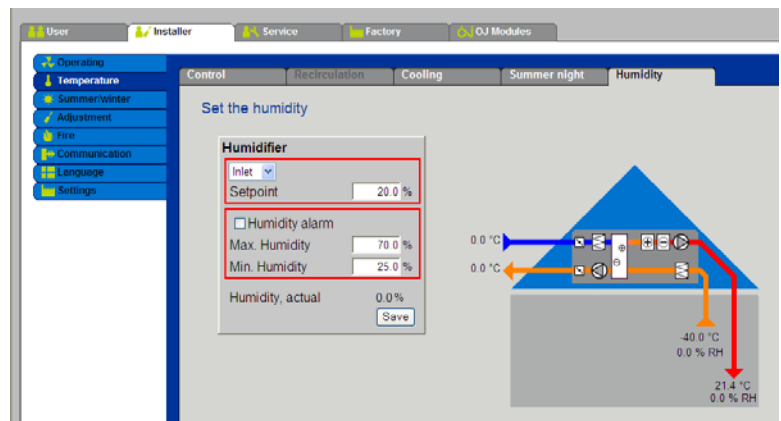 User Installer Service Factory OJ Modules
Operating
Temperature
Summer/winter
Adjustment
Fire
Communication
Language
Settings
Control Recirculation Cooling Summer night Humidity
Set the humidity
Humidifier
Inlet
Setpoint 20.0 %
Humidity alarm
Max. Humidity 70.0 %
Min. Humidity 25.0 %
Humidity, actual 0.0%
Save
0.0 °C
0.0 °C
-40.0 °C
0.0 % RH
21.4 °C
0.0 % RH